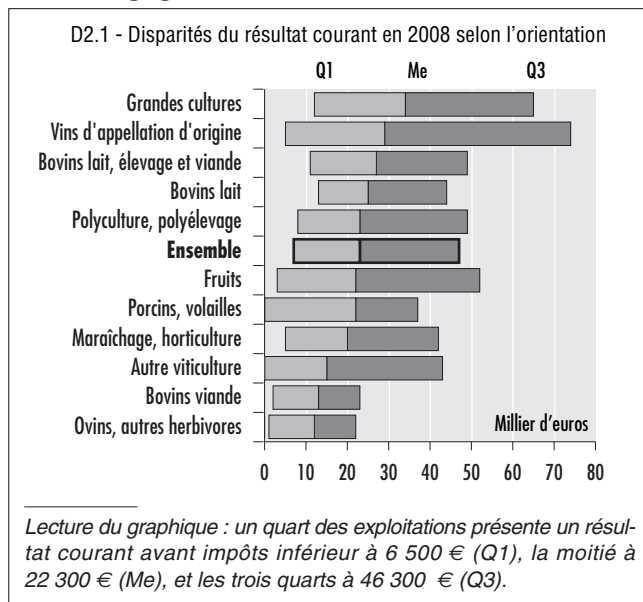 D2.1 - Disparités du résultat courant en 2008 selon l'orientation
Q1 Me Q3
Grandes cultures
Vins d'appellation d'origine
Bovins lait, élevage et viande
Bovins lait
Polyculture, polyélevage
Ensemble
Fruits
Porcins, volailles
Maraîchage, horticulture
Autre viticulture
Bovins viande
Ovins, autres herbivores
Millier d'euros
0 10 20 30 40 50 60 70 80
Lecture du graphique : un quart des exploitations présente un résul-
tat courant avant impôts inférieur à 6 500 € (Q1), la moitié à
22 300 € (Me), et les trois quarts à 46 300 € (Q3).